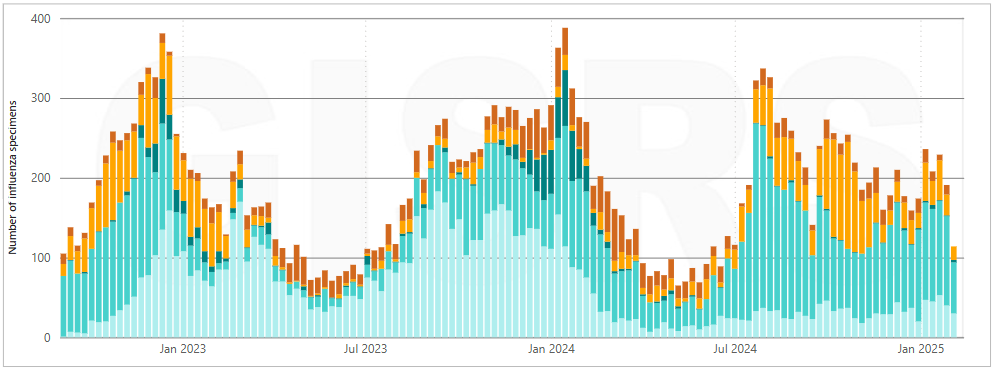 Number of influenza specimens
400
300
200
100
0
Jan 2023
Jul 2023
Jan 2024
Jul 2024
Jan 2025
GISRS